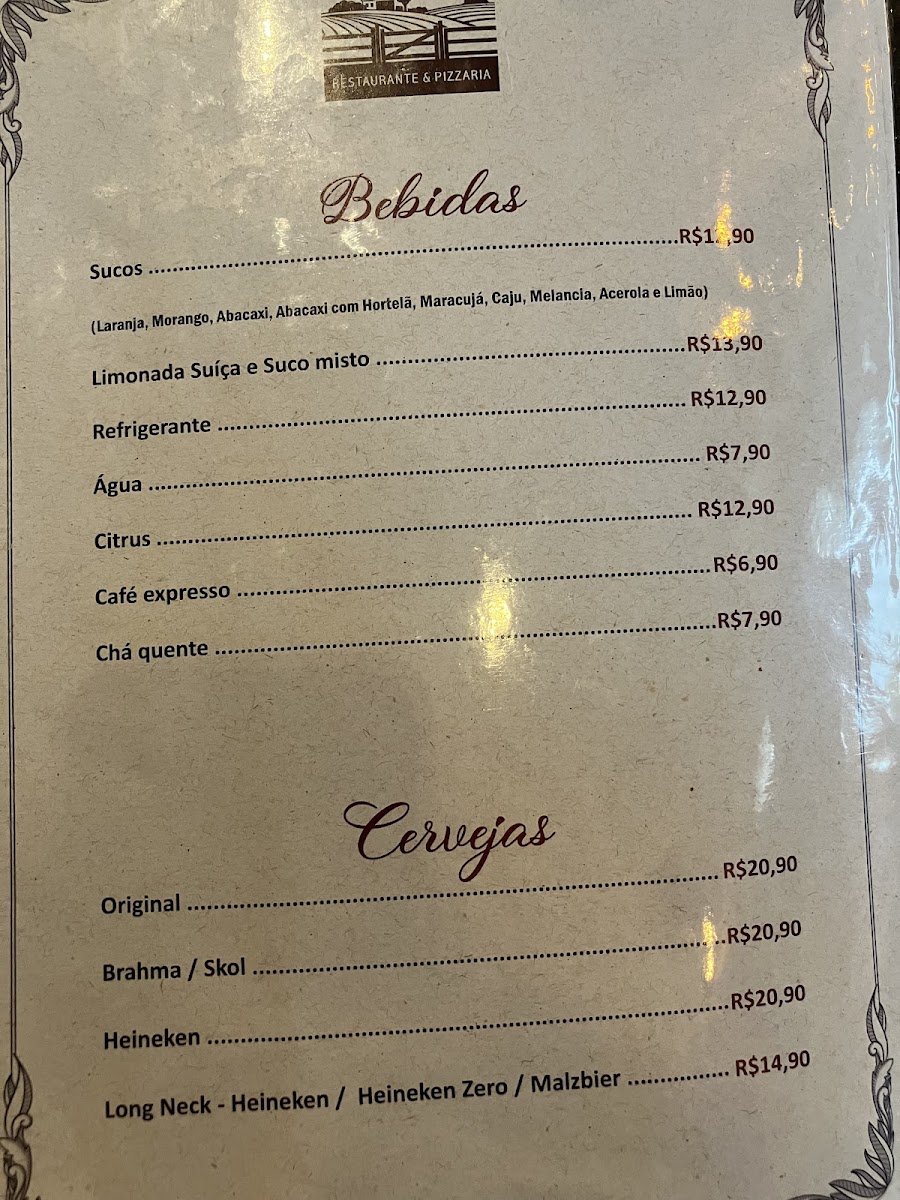 RESTAURANTE & PIZZARIA
Bebidas
Sucos
(Laranja, Morango, Abacaxi, Abacaxi com Hortelã, Maracujá, Caju, Melancia, Acerola e Limão)
Limonada Suíça e Suco misto ........................................ R$13,90
Refrigerante ........................................ R$12,90
Água ........................................ R$7,90
Citrus ........................................ R$12,90
Café expresso ........................................ R$6,90
Chá quente ........................................ R$7,90
Cervejas
Original ........................................ R$20,90
Brahma / Skol ........................................ R$20,90
Heineken ........................................ R$20,90
Long Neck - Heineken / Heineken Zero / Malzbier ................ R$14,90